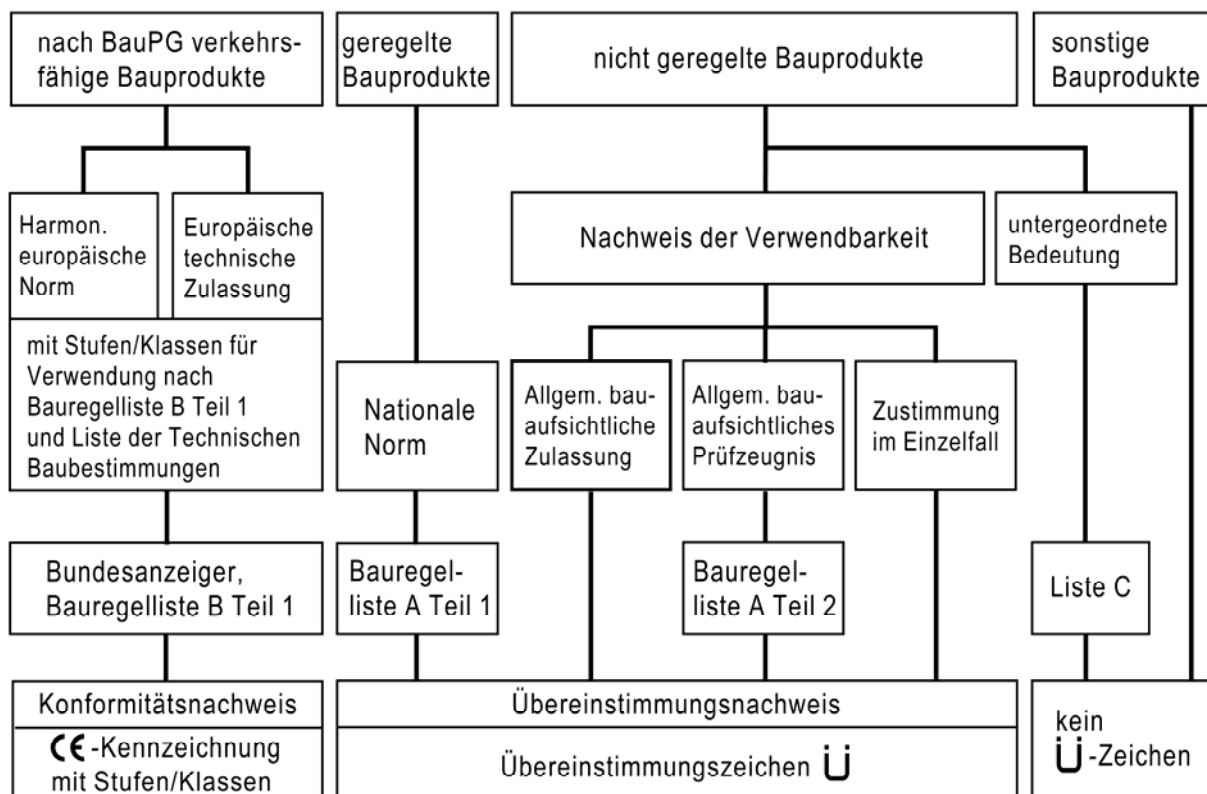 nach BauPG verkehrs-
fähige Bauprodukte
geregelte
Bauprodukte
nicht geregelte Bauprodukte
sonstige
Bauprodukte
Harmon.
europäische
Norm
Europäische
technische
Zulassung
Nachweis der Verwendbarkeit
untergeordnete
Bedeutung
mit Stufen/Klassen für
Verwendung nach
Bauregelliste B Teil 1
und Liste der Technischen
Baubestimmungen
Nationale
Norm
Allgem. bau-
aufsichtliche
Zulassung
Allgem. bau-
aufsichtliches
Prüfzeugnis
Zustimmung
im Einzelfall
Bundesanzeiger,
Bauregelliste B Teil 1
Bauregel-
liste A Teil 1
Bauregel-
liste A Teil 2
Liste C
Konformitätsnachweis
CE-Kennzeichnung
mit Stufen/Klassen
Übereinstimmungsnachweis
Übereinstimmungszeichen Ü
kein
Ü-Zeichen